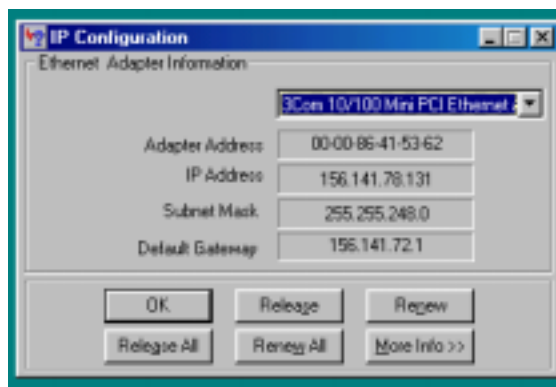 IP Configuration
Ethernet Adapter Information
3Com 10/100 Mini PCI Ethernet
Adapter Address 00-00-86-41-53-62
IP Address 156.141.78.131
Subnet Mask 255.255.248.0
Default Gateway 156.141.72.1
OK Release Renew
Release All Renew All More Info >>